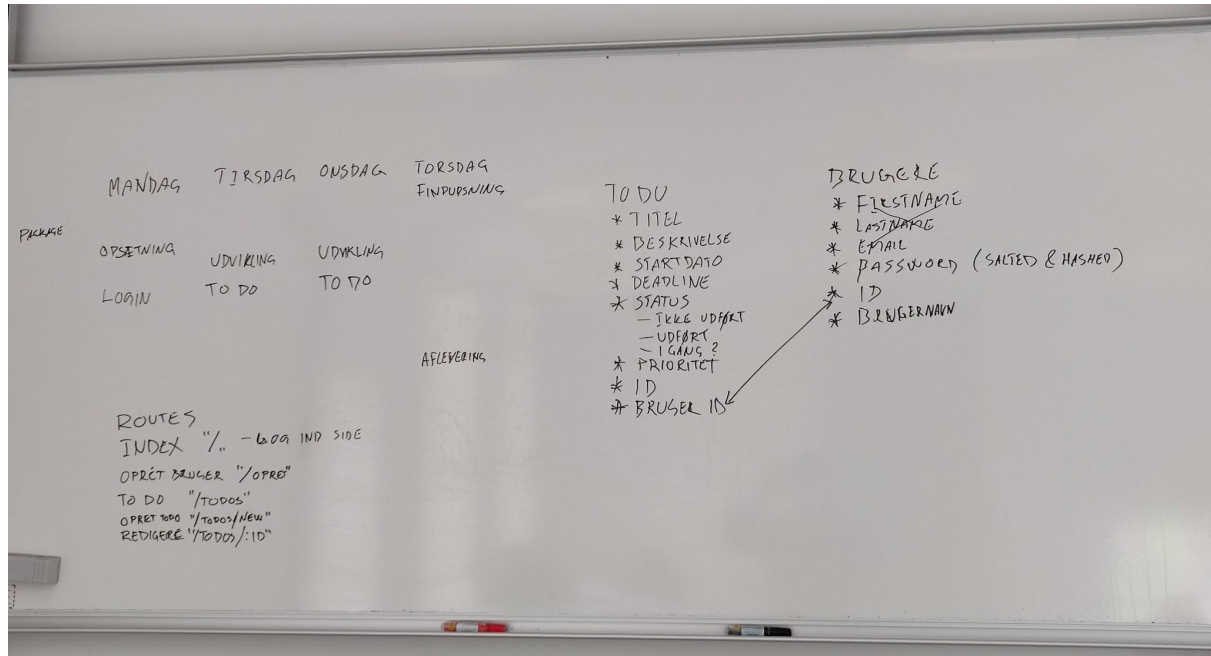 PACKAGE
MANDAG
OPSETNING
LOGIN
TIRSDAG
UDVIKLING
TO DO
ONSDAG
UDVIKLING
TO DO
TORSDAG
FINPUDSNING
AFLEVERING
ROUTES
INDEX "/" - LOG IND SIDE
OPRET BRUGER "/OPRET"
TO DO "/TODOS"
OPRET TODO "/TODOS/NEW"
REDIGERE "/TODOS/:ID"
TO DO
* TITEL
* BESKRIVELSE
* STARTDATO
* DEADLINE
* STATUS
- IKKE UDFØRT
- UDFØRT
- I GANG ?
* PRIORITET
* ID
* BRUGER ID
BRUGERE
* FIRSTNAME
* LASTNAME
* EMAIL
* PASSWORD (SALTED & HASHED)
* ID
* BRUGERNAVN